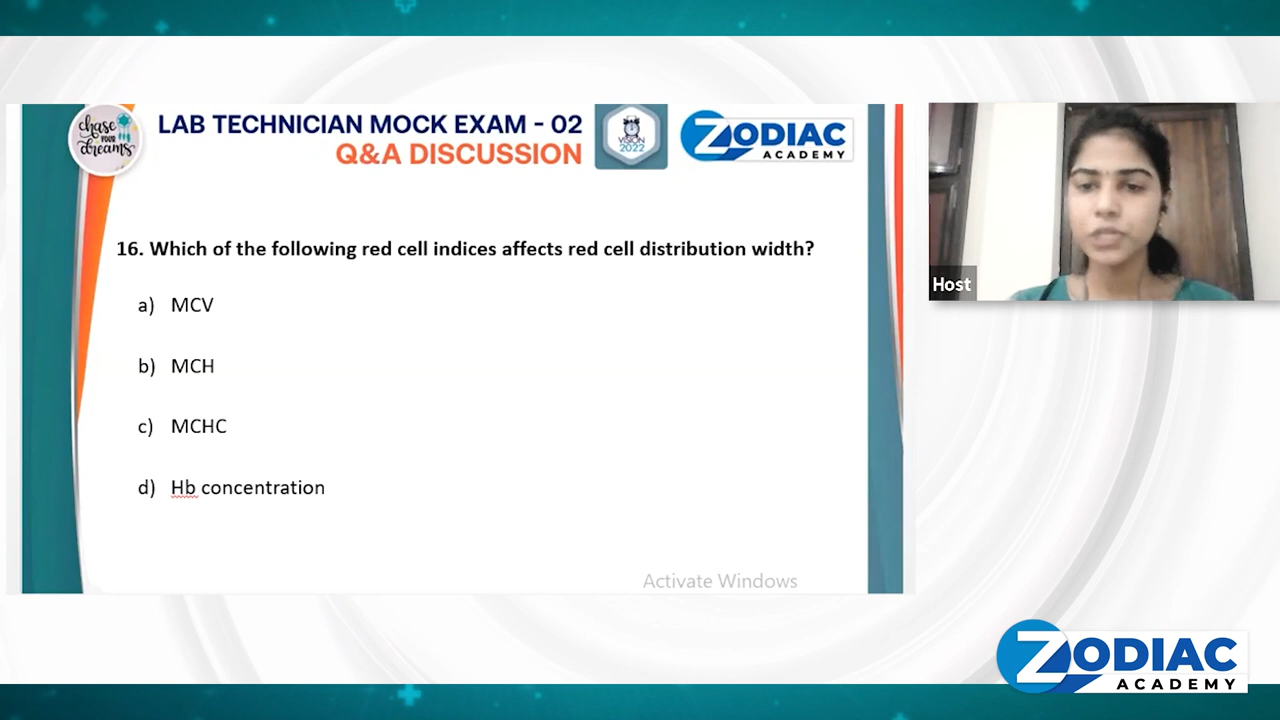 chase
YOUR
dreams
LAB TECHNICIAN MOCK EXAM - 02
Q&A DISCUSSION
VISION
2022
ZODIAC
ACADEMY
16. Which of the following red cell indices affects red cell distribution width?
a) MCV
b) MCH
c) MCHC
d) Hb concentration
Activate Windows
Host
ZODIAC
ACADEMY